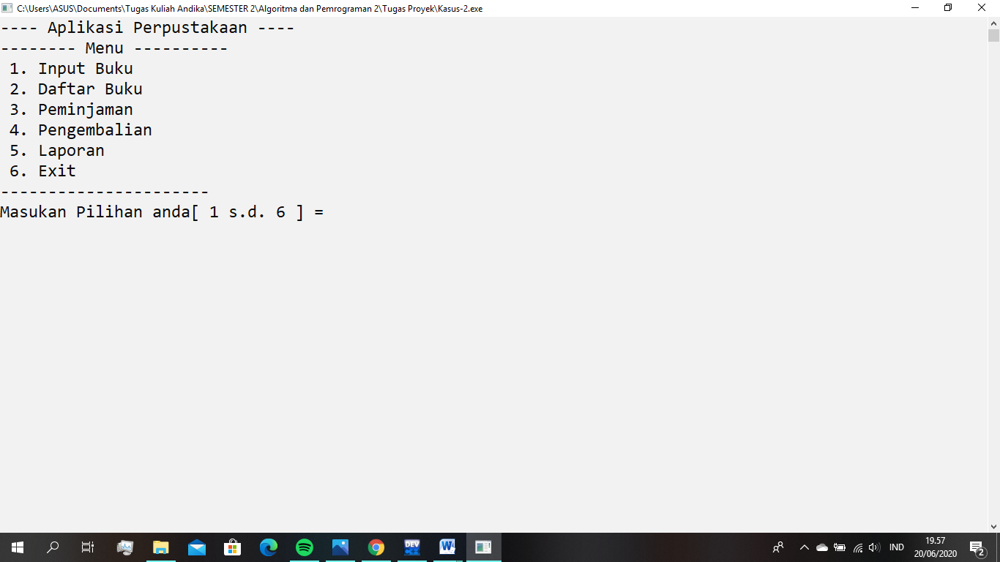 C:\Users\ASUS\Documents\Tugas Kuliah Andika\SEMESTER 2\Algoritma dan Pemrograman 2\Tugas Proyek\Kasus-2.exe
---- Aplikasi Perpustakaan ----
-------- Menu ----------
1. Input Buku
2. Daftar Buku
3. Peminjaman
4. Pengembalian
5. Laporan
6. Exit
----------------------
Masukan Pilihan anda[ 1 s.d. 6 ] =
DEV
W
IND
19.57
20/06/2020
2